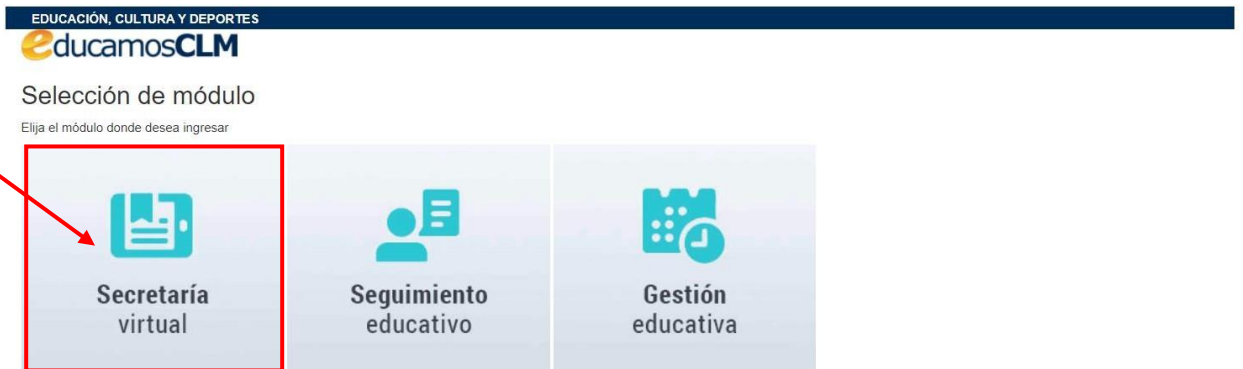 EDUCACIÓN, CULTURA Y DEPORTES
educamosCLM
Selección de módulo
Elija el módulo donde desea ingresar
Secretaría
virtual
Seguimiento
educativo
Gestión
educativa